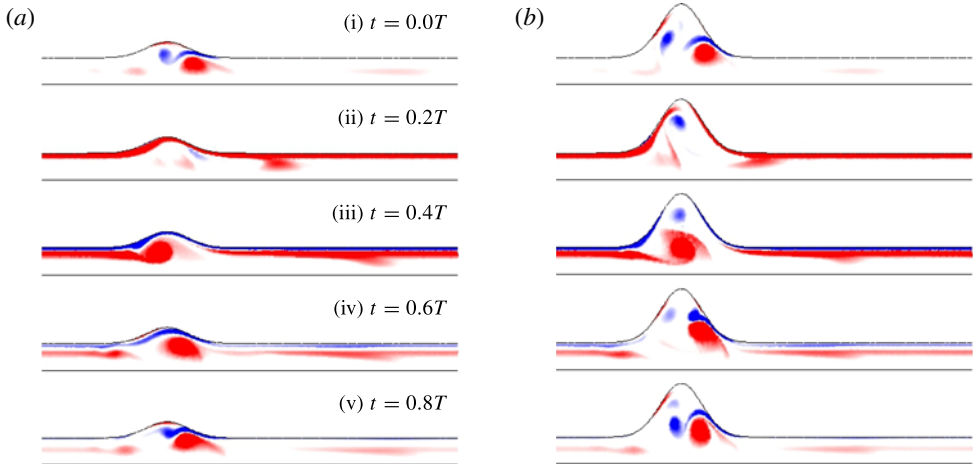 (a)
(b)
(i) t = 0.0T
(ii) t = 0.2T
(iii) t = 0.4T
(iv) t = 0.6T
(v) t = 0.8T